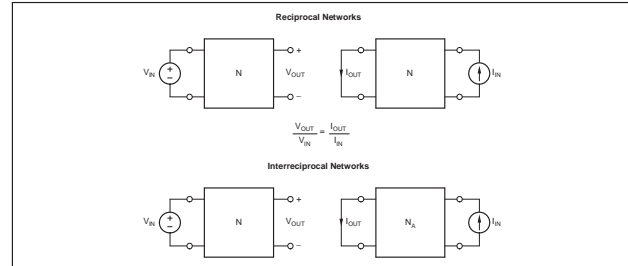 Reciprocal Networks
V_IN + − N + V_OUT − I_OUT N I_IN
V_OUT / V_IN = I_OUT / I_IN
Interreciprocal Networks
V_IN + − N + V_OUT − I_OUT N_A I_IN